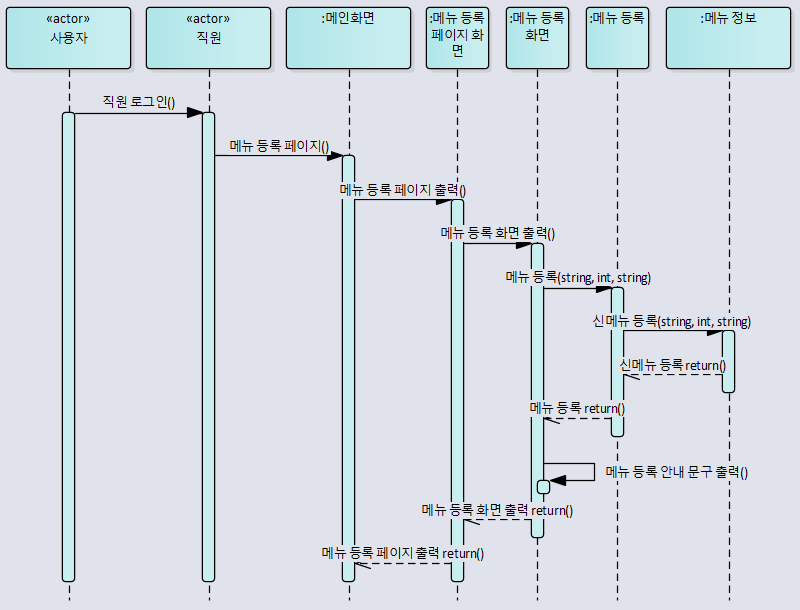 «actor»
사용자
«actor»
직원
:메인화면
:메뉴 등록
페이지 화
면
:메뉴 등록
화면
:메뉴 등록
:메뉴 정보
직원 로그인()
메뉴 등록 페이지()
메뉴 등록 페이지 출력()
메뉴 등록 화면 출력()
메뉴 등록(string, int, string)
신메뉴 등록(string, int, string)
신메뉴 등록 return()
메뉴 등록 return()
메뉴 등록 안내 문구 출력()
메뉴 등록 화면 출력 return()
메뉴 등록 페이지 출력 return()